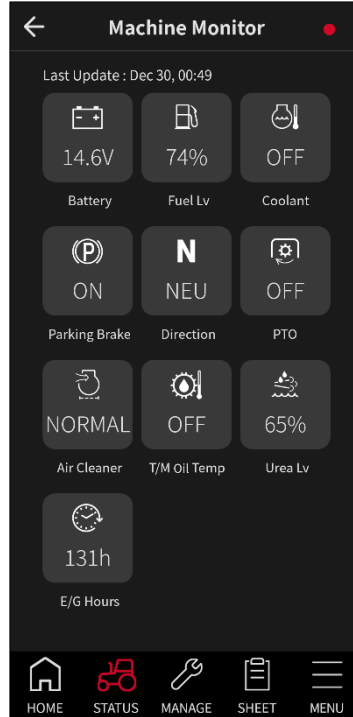 Machine Monitor
Last Update : Dec 30, 00:49
14.6V 74% OFF
Battery Fuel Lv Coolant
P N
ON NEU OFF
Parking Brake Direction PTO
NORMAL OFF 65%
Air Cleaner T/M Oil Temp Urea Lv
131h
E/G Hours
HOME STATUS MANAGE SHEET MENU